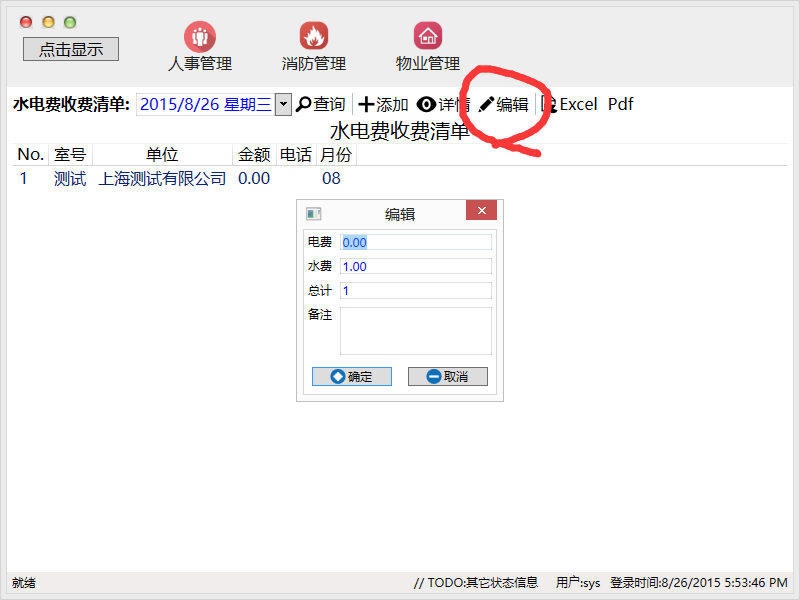 点击显示
人事管理 消防管理 物业管理
水电费收费清单: 2015/8/26 星期三 查询 添加 详情 编辑 Excel Pdf
水电费收费清单
No. 室号 单位 金额 电话 月份
1 测试 上海测试有限公司 0.00 08
编辑
电费 0.00
水费 1.00
总计 1
备注
确定 取消
就绪 // TODO:其它状态信息 用户:sys 登录时间:8/26/2015 5:53:46 PM